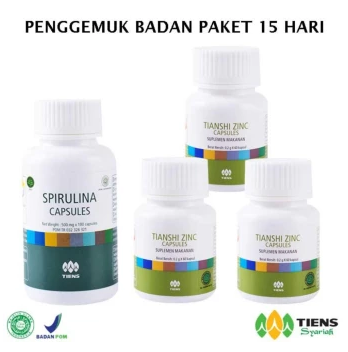 PENGGEMUK BADAN PAKET 15 HARI
TIANSHI ZINC
CAPSULES
SUPLEMEN MAKANAN
SPIRULINA
CAPSULES
TIENS
TIANSHI ZINC
CAPSULES
SUPLEMEN MAKANAN
TIENS
TIANSHI ZINC
CAPSULES
SUPLEMEN MAKANAN
TIENS
BADAN POM
TIENS
Syariah